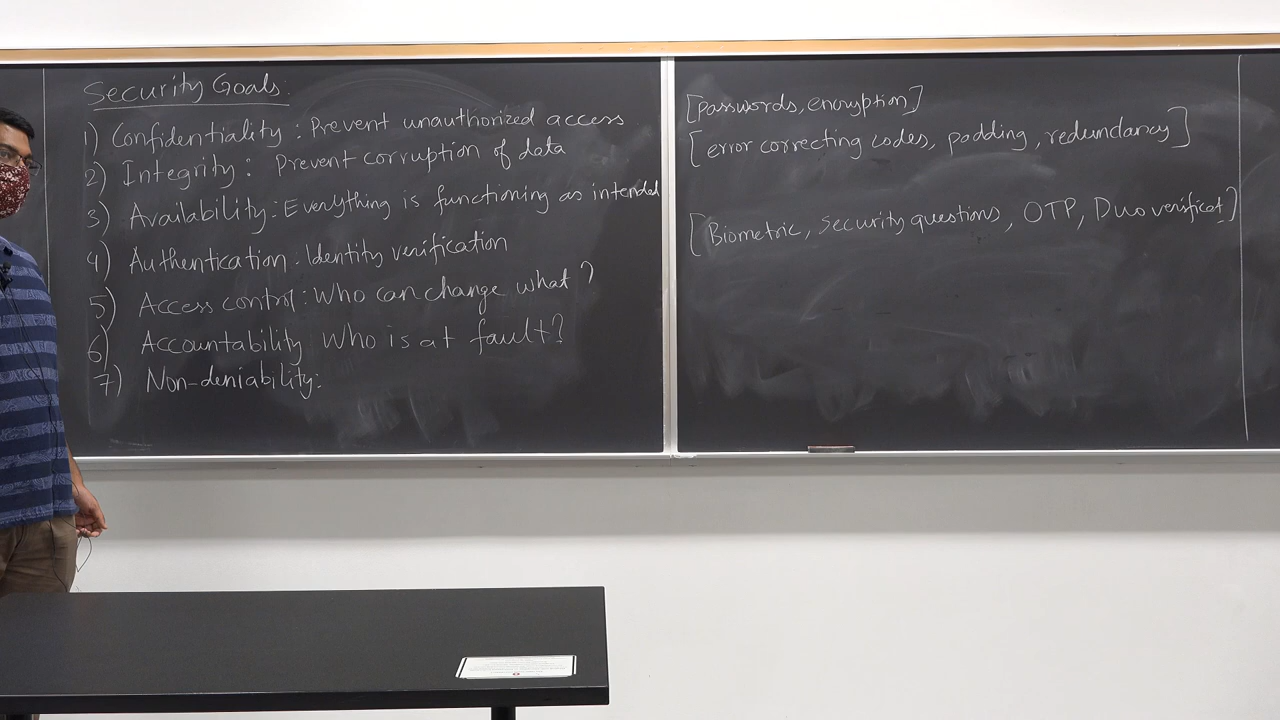 Security Goals:
1) Confidentiality: Prevent unauthorized access
2) Integrity: Prevent corruption of data
3) Availability: Everything is functioning as intended
4) Authentication: Identity verification
5) Access control: Who can change what?
6) Accountability Who is at fault?
7) Non-deniability:
[passwords, encryption]
[error correcting codes, padding, redundancy]
[Biometric, security questions, OTP, Duo verificat.]